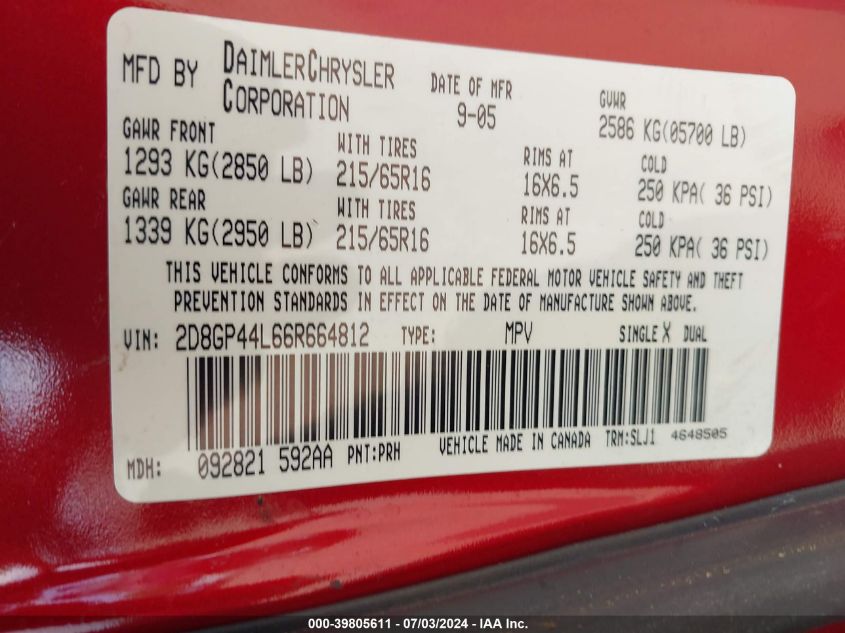 MFD BY DAIMLERCHRYSLER CORPORATION
DATE OF MFR 9-05
GVWR 2586 KG(05700 LB)
GAWR FRONT WITH TIRES RIMS AT COLD
1293 KG(2850 LB) 215/65R16 16X6.5 250 KPA( 36 PSI)
GAWR REAR WITH TIRES RIMS AT COLD
1339 KG(2950 LB) 215/65R16 16X6.5 250 KPA( 36 PSI)
THIS VEHICLE CONFORMS TO ALL APPLICABLE FEDERAL MOTOR VEHICLE SAFETY AND THEFT
PREVENTION STANDARDS IN EFFECT ON THE DATE OF MANUFACTURE SHOWN ABOVE.
VIN: 2D8GP44L66R664812 TYPE: MPV SINGLE X DUAL
MDH: 092821 592AA PNT:PRH VEHICLE MADE IN CANADA TRM:SLJ1 4648505
000-39805611 - 07/03/2024 - IAA Inc.